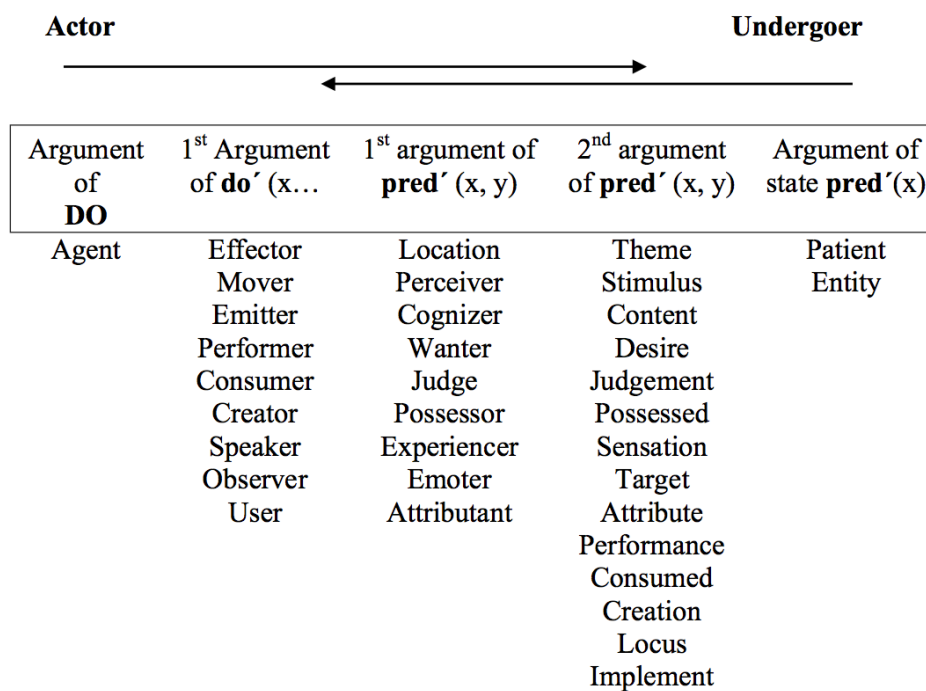 Actor Undergoer
Argument 1st Argument 1st argument of 2nd argument Argument of
of of do´ (x… pred´ (x, y) of pred´ (x, y) state pred´(x)
DO
Agent Effector Location Theme Patient
Mover Perceiver Stimulus Entity
Emitter Cognizer Content
Performer Wanter Desire
Consumer Judge Judgement
Creator Possessor Possessed
Speaker Experiencer Sensation
Observer Emoter Target
User Attributant Attribute
Performance
Consumed
Creation
Locus
Implement